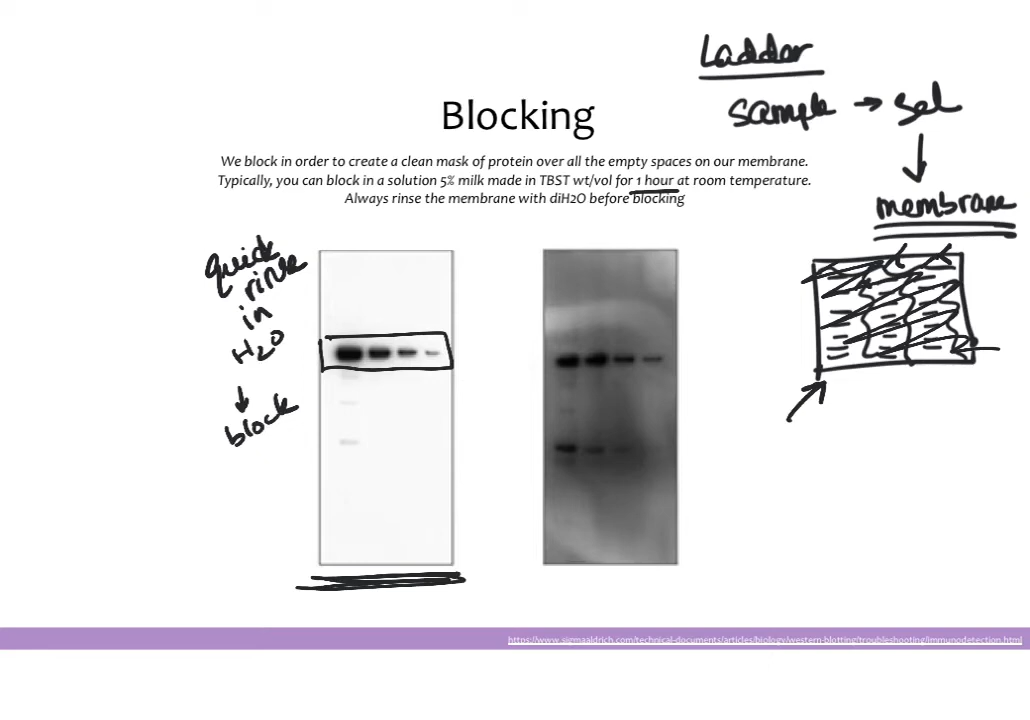 Ladder
sample → gel
↓
membrane
Blocking
We block in order to create a clean mask of protein over all the empty spaces on our membrane.
Typically, you can block in a solution 5% milk made in TBST wt/vol for 1 hour at room temperature.
Always rinse the membrane with diH2O before blocking
quick
rinse
in
H2O
↓
block
https://www.sigmaaldrich.com/technical-documents/articles/biology/western-blotting/troubleshooting/immunodetection.html